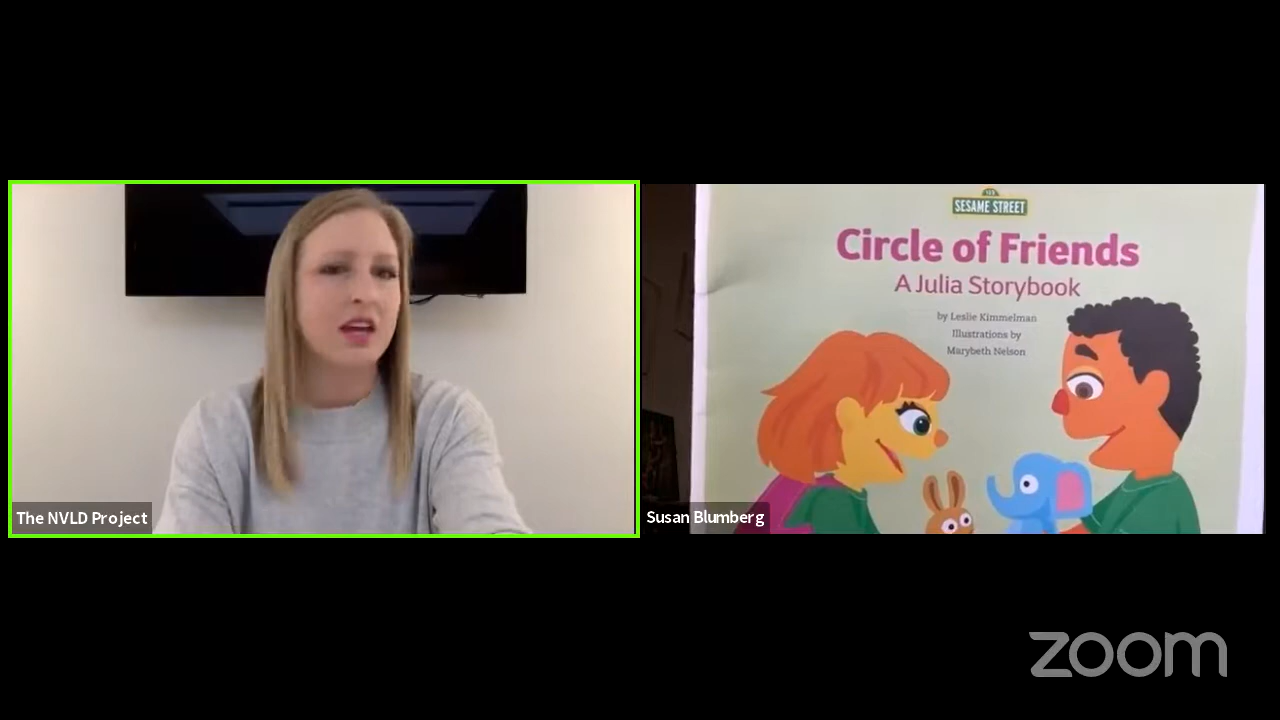 SESAME STREET
Circle of Friends
A Julia Storybook
by Leslie Kimmelman
Illustrations by
Marybeth Nelson
The NVLD Project
Susan Blumberg
zoom